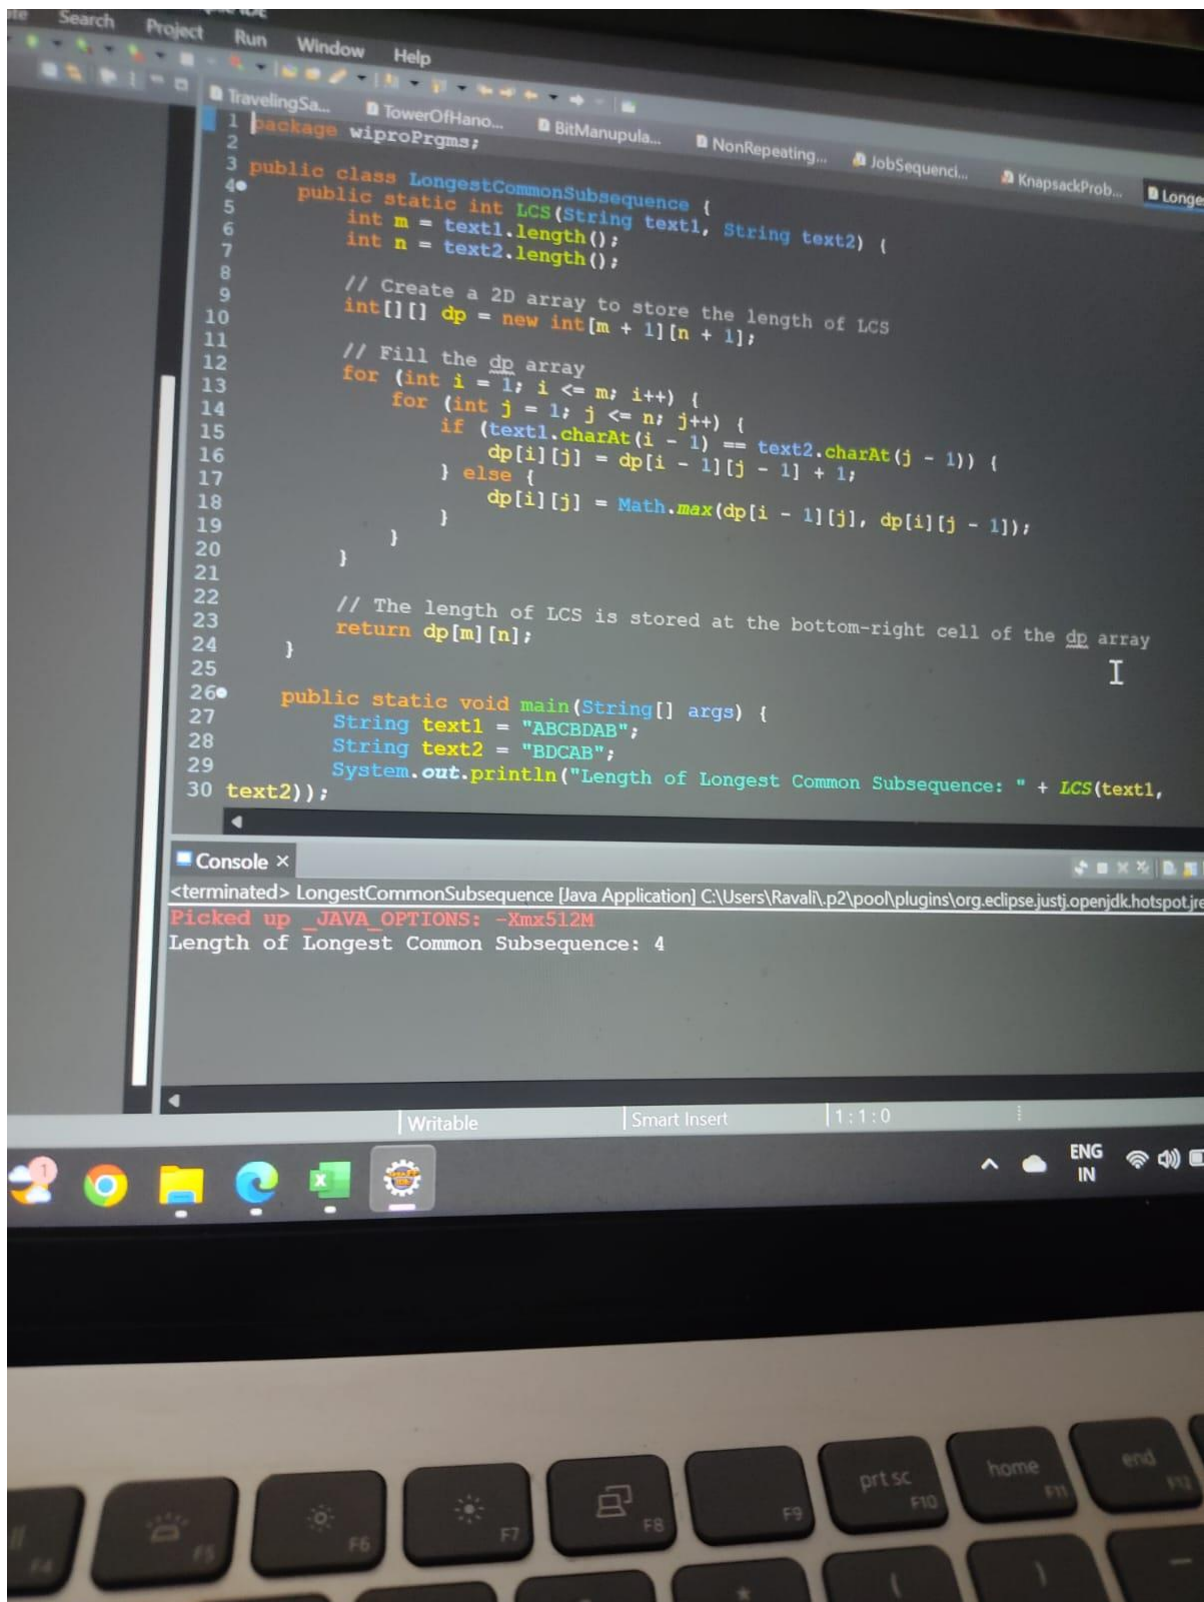 Search Project Run Window Help
TravelingSa... TowerOfHano... BitManupula... NonRepeating... JobSequenci... KnapsackProb... Longe
1 package wiproPrgms;
2
3 public class LongestCommonSubsequence {
4 public static int LCS(String text1, String text2) {
5 int m = text1.length();
6 int n = text2.length();
7
8 // Create a 2D array to store the length of LCS
9 int[][] dp = new int[m + 1][n + 1];
10
11 // Fill the dp array
12 for (int i = 1; i <= m; i++) {
13 for (int j = 1; j <= n; j++) {
14 if (text1.charAt(i - 1) == text2.charAt(j - 1)) {
15 dp[i][j] = dp[i - 1][j - 1] + 1;
16 } else {
17 dp[i][j] = Math.max(dp[i - 1][j], dp[i][j - 1]);
18 }
19 }
20 }
21
22 // The length of LCS is stored at the bottom-right cell of the dp array
23 return dp[m][n];
24 }
25
26 public static void main(String[] args) {
27 String text1 = "ABCBDAB";
28 String text2 = "BDCAB";
29 System.out.println("Length of Longest Common Subsequence: " + LCS(text1,
30 text2));
Console ×
<terminated> LongestCommonSubsequence [Java Application] C:\Users\Ravali\.p2\pool\plugins\org.eclipse.justj.openjdk.hotspot.jre
Picked up _JAVA_OPTIONS: -Xmx512M
Length of Longest Common Subsequence: 4
Writable Smart Insert 1:1:0
1
ENG
IN
prt sc home end
F4 F5 F6 F7 F8 F9 F10 F11 F12
* ( ) –